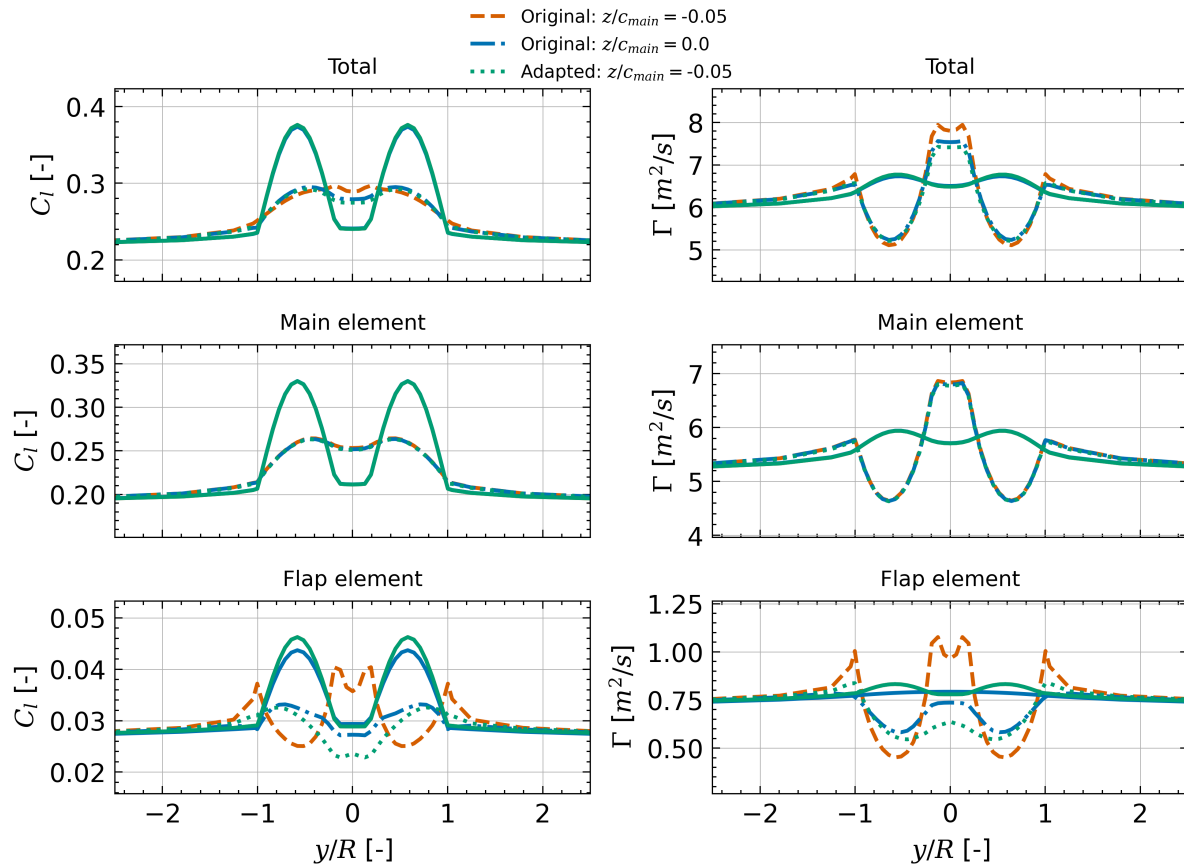 Original: z/c_main = -0.05
Original: z/c_main = 0.0
Adapted: z/c_main = -0.05
Total
Total
0.4
0.3
0.2
C_l [-]
8
7
6
5
Γ [m²/s]
Main element
Main element
0.35
0.30
0.25
0.20
C_l [-]
7
6
5
4
Γ [m²/s]
Flap element
Flap element
0.05
0.04
0.03
0.02
C_l [-]
1.25
1.00
0.75
0.50
Γ [m²/s]
−2 −1 0 1 2
−2 −1 0 1 2
y/R [-]
y/R [-]